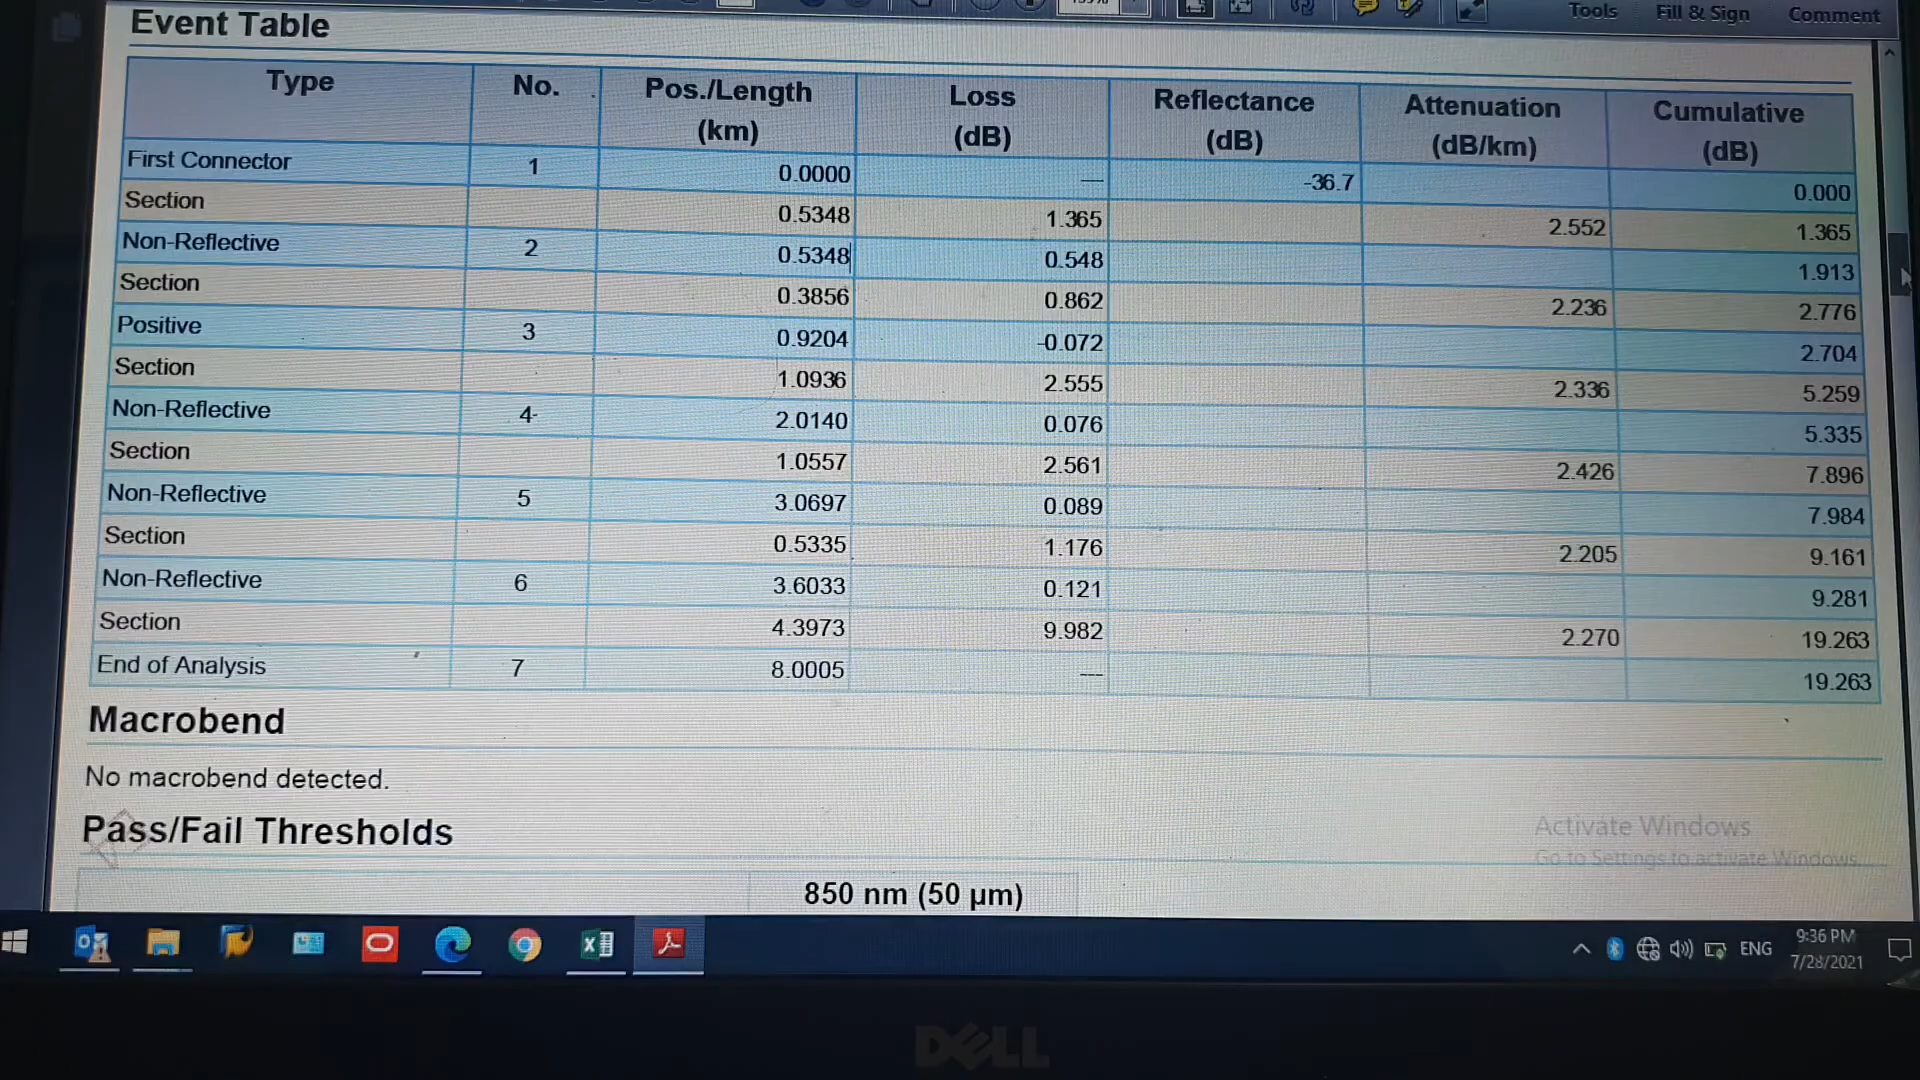 Tools Fill & Sign Comment
Event Table
Type No. Pos./Length (km) Loss (dB) Reflectance (dB) Attenuation (dB/km) Cumulative (dB)
First Connector 1 0.0000 --- -36.7 0.000
Section 0.5348 1.365 2.552 1.365
Non-Reflective 2 0.5348 0.548 1.913
Section 0.3856 0.862 2.236 2.776
Positive 3 0.9204 -0.072 2.704
Section 1.0936 2.555 2.336 5.259
Non-Reflective 4 2.0140 0.076 5.335
Section 1.0557 2.561 2.426 7.896
Non-Reflective 5 3.0697 0.089 7.984
Section 0.5335 1.176 2.205 9.161
Non-Reflective 6 3.6033 0.121 9.281
Section 4.3973 9.982 2.270 19.263
End of Analysis 7 8.0005 --- 19.263
Macrobend
No macrobend detected.
Pass/Fail Thresholds
Activate Windows
Go to Settings to activate Windows.
850 nm (50 µm)
ENG
9:36 PM
7/28/2021
DELL